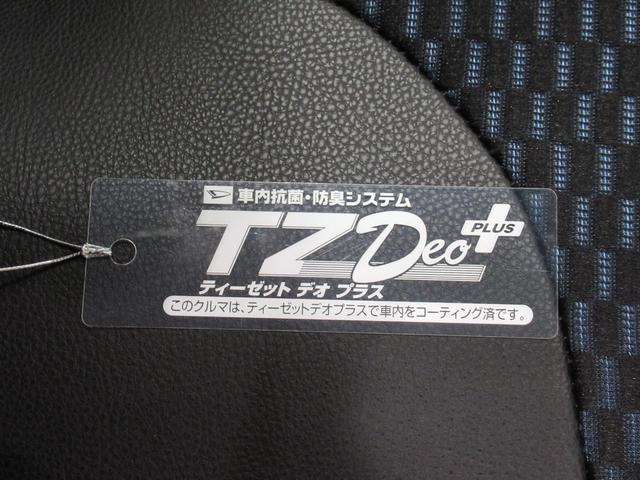 車内抗菌・防臭システム
TZDeo PLUS
ティーゼット デオ プラス
このクルマは、ティーゼットデオプラスで車内をコーティング済です。